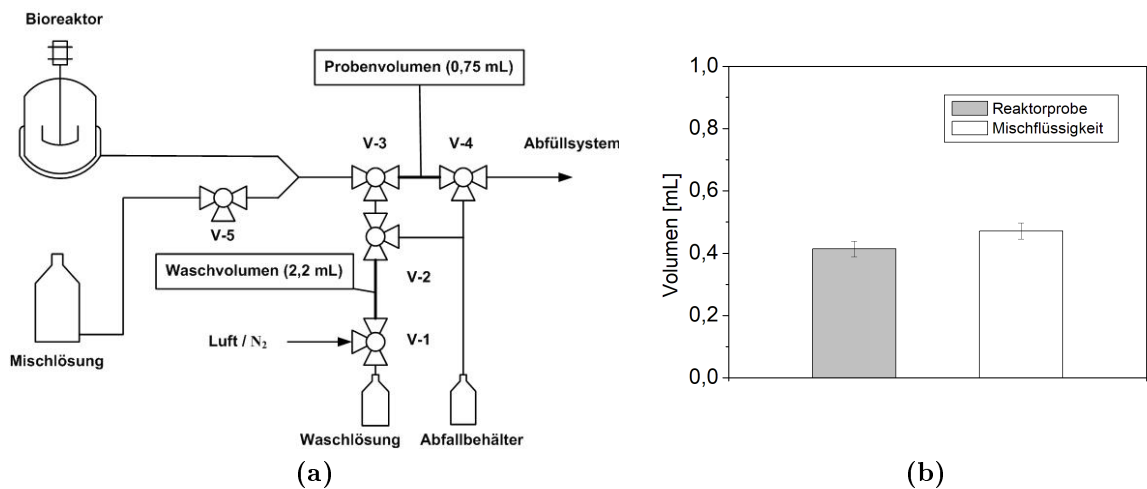 Bioreaktor
Probenvolumen (0,75 mL)
V-3
V-4
Abfüllsystem
V-5
Waschvolumen (2,2 mL)
V-2
Luft / N₂
V-1
Mischlösung
Waschlösung
Abfallbehälter
(a)
1,0
0,8
0,6
0,4
0,2
0,0
Volumen [mL]
Reaktorprobe
Mischflüssigkeit
(b)